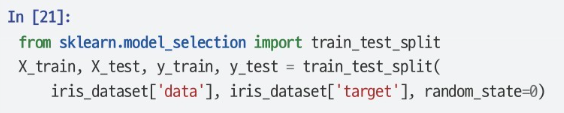 In [21]:
from sklearn.model_selection import train_test_split
X_train, X_test, y_train, y_test = train_test_split(
iris_dataset['data'], iris_dataset['target'], random_state=0)